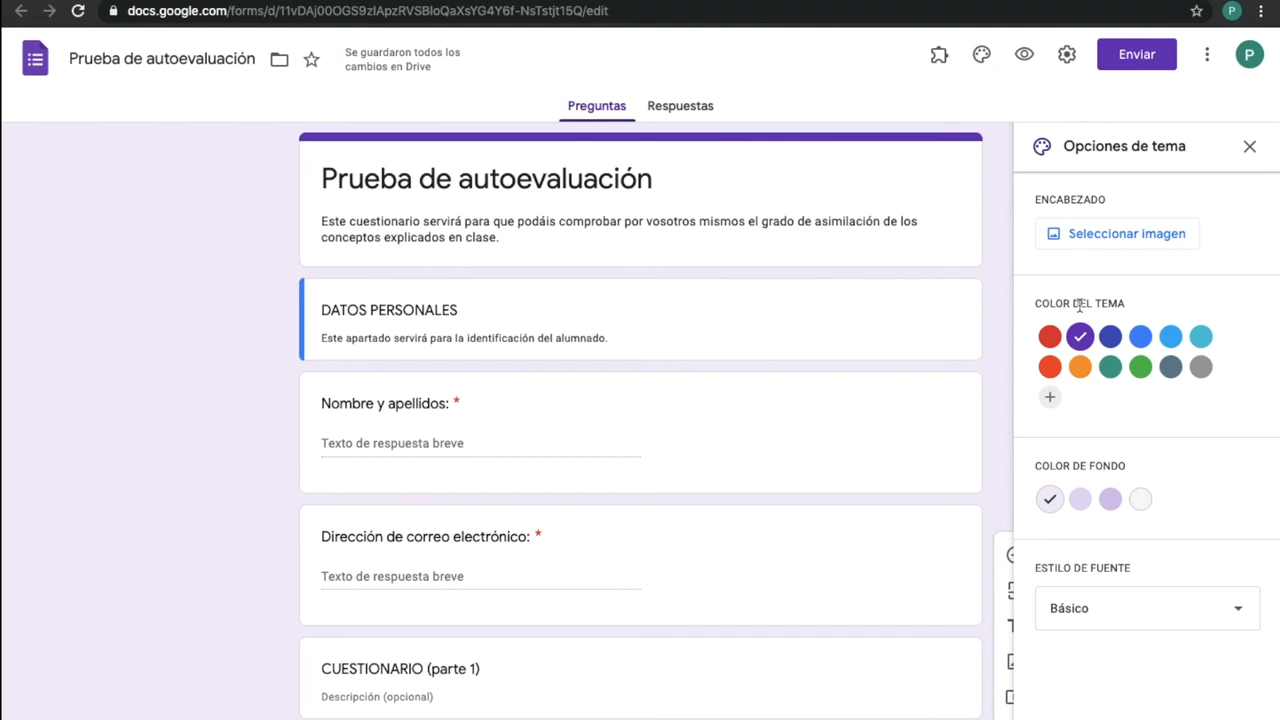 docs.google.com/forms/d/11vDAj00OGS9zIApzRVSBloQaXsYG4Y6f-NsTstjt15Q/edit
P
Prueba de autoevaluación
Se guardaron todos los
cambios en Drive
Enviar
P
Preguntas
Respuestas
Prueba de autoevaluación
Este cuestionario servirá para que podáis comprobar por vosotros mismos el grado de asimilación de los
conceptos explicados en clase.
DATOS PERSONALES
Este apartado servirá para la identificación del alumnado.
Nombre y apellidos: *
Texto de respuesta breve
Dirección de correo electrónico: *
Texto de respuesta breve
CUESTIONARIO (parte 1)
Descripción (opcional)
Opciones de tema
ENCABEZADO
Seleccionar imagen
COLOR DEL TEMA
COLOR DE FONDO
ESTILO DE FUENTE
Básico